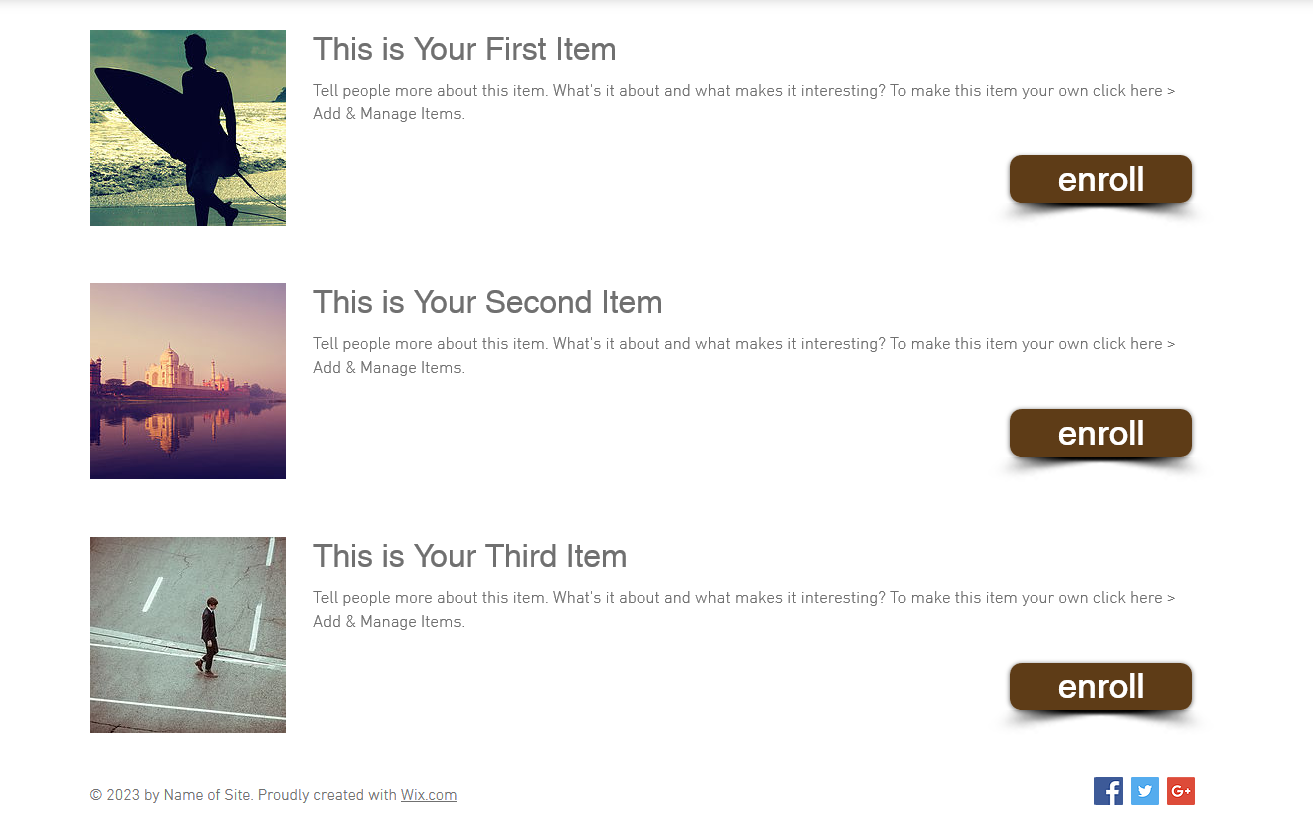 This is Your First Item
Tell people more about this item. What's it about and what makes it interesting? To make this item your own click here >
Add & Manage Items.
enroll
This is Your Second Item
Tell people more about this item. What's it about and what makes it interesting? To make this item your own click here >
Add & Manage Items.
enroll
This is Your Third Item
Tell people more about this item. What's it about and what makes it interesting? To make this item your own click here >
Add & Manage Items.
enroll
© 2023 by Name of Site. Proudly created with Wix.com
f
G+